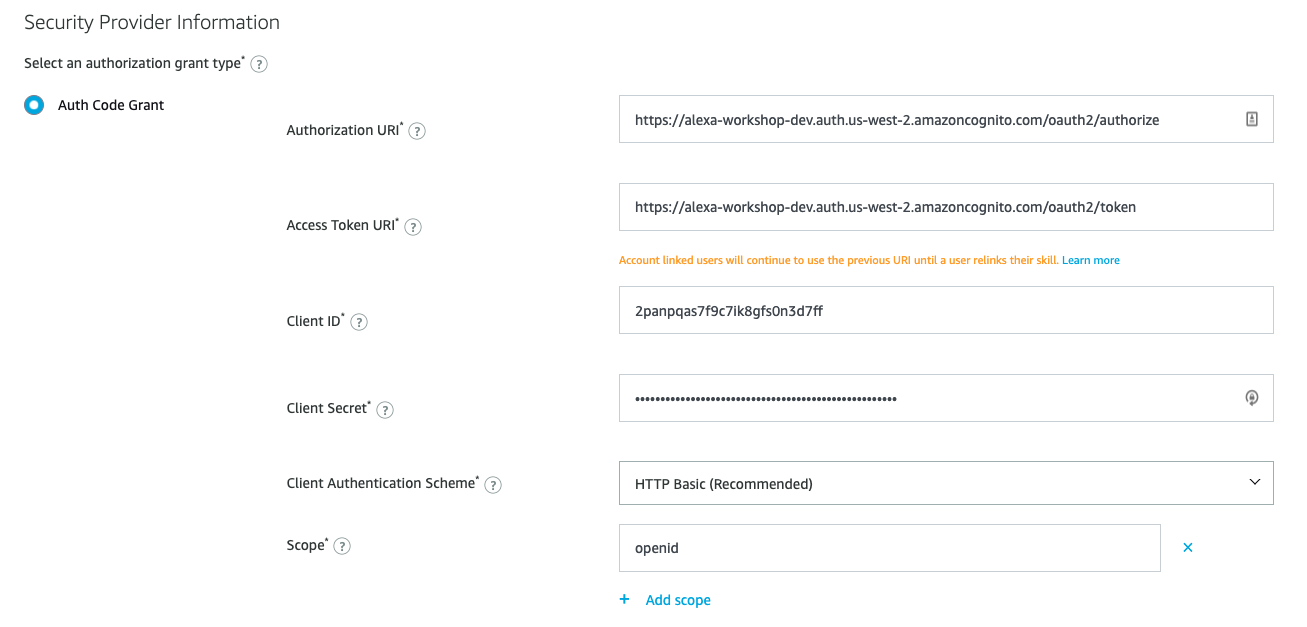 Security Provider Information
Select an authorization grant type* ?
Auth Code Grant
Authorization URI* ?
https://alexa-workshop-dev.auth.us-west-2.amazoncognito.com/oauth2/authorize
Access Token URI* ?
https://alexa-workshop-dev.auth.us-west-2.amazoncognito.com/oauth2/token
Account linked users will continue to use the previous URI until a user relinks their skill. Learn more
Client ID* ?
2panpqas7f9c7ik8gfs0n3d7ff
Client Secret* ?
••••••••••••••••••••••••••••••••••••••••••••••••••••
Client Authentication Scheme* ?
HTTP Basic (Recommended)
Scope* ?
openid
+ Add scope